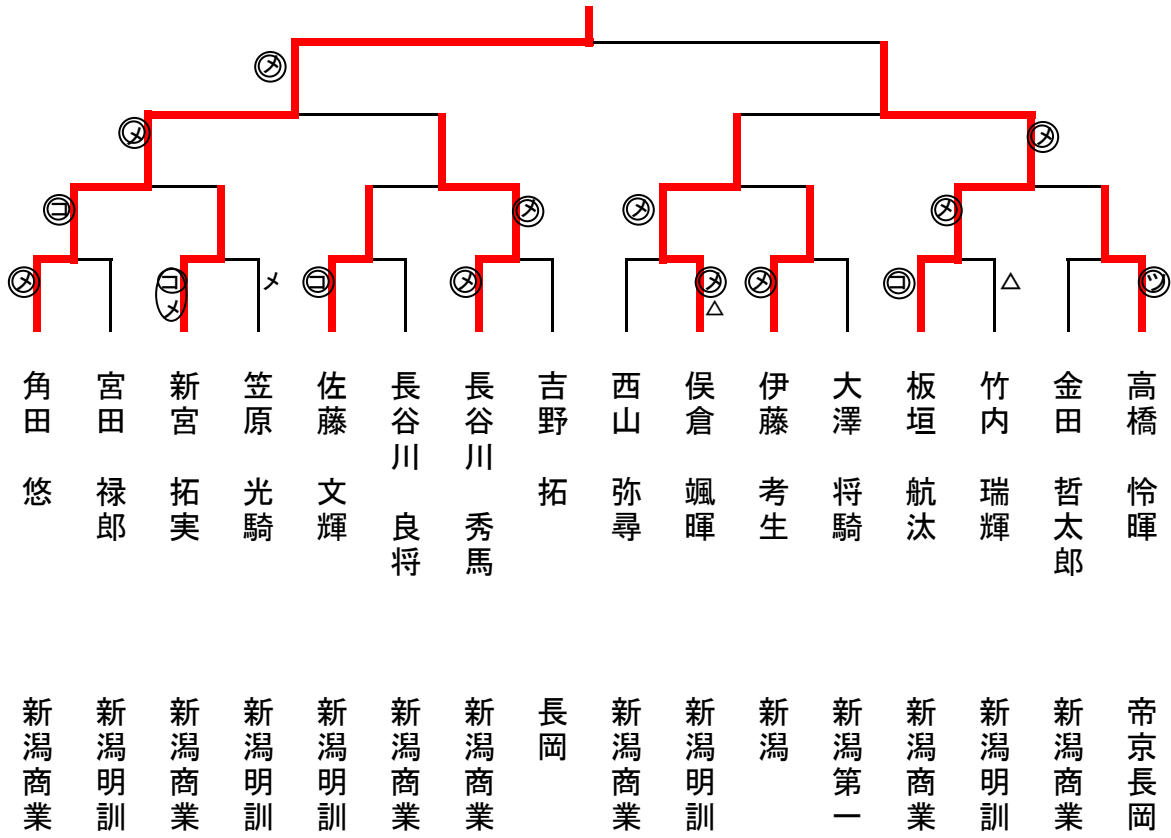 メ
メ
メ
コ
メ
メ
メ
メ
コ
メ
メ
コ
メ
メ
メ
コ
△
ツ
メ
△
角田 悠
宮田 禄郎
新宮 拓実
笠原 光騎
佐藤 文輝
長谷川 良将
長谷川 秀馬
吉野 拓
西山 弥尋
俣倉 颯暉
伊藤 考生
大澤 将騎
板垣 航汰
竹内 瑞輝
金田 哲太郎
高橋 怜暉
新潟商業
新潟明訓
新潟商業
新潟明訓
新潟明訓
新潟商業
新潟商業
長岡
新潟商業
新潟明訓
新潟
新潟第一
新潟商業
新潟明訓
新潟商業
帝京長岡